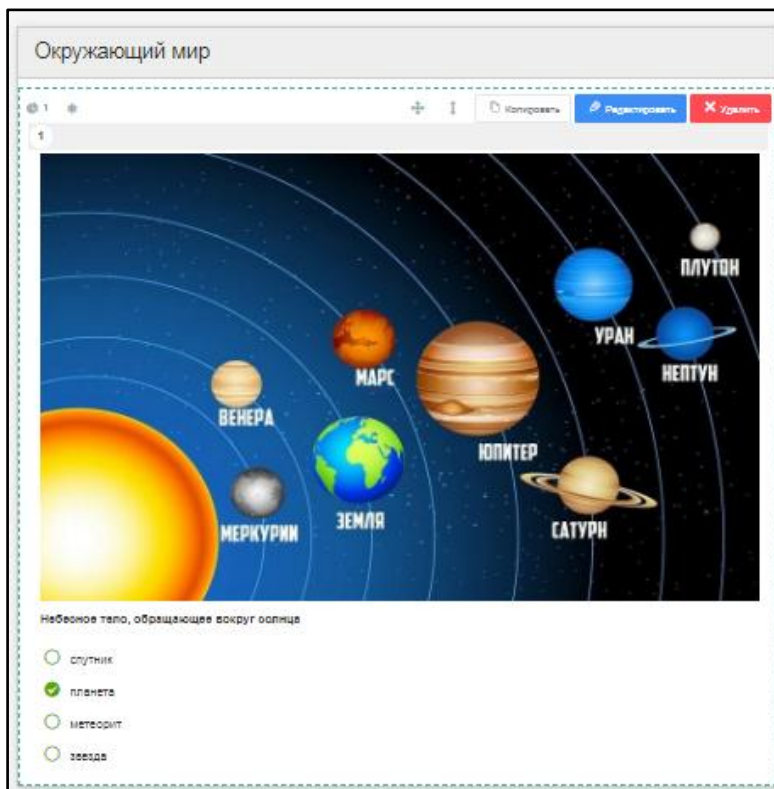 Окружающий мир
1
Копировать
Редактировать
Удалить
1
ПЛУТОН
УРАН
НЕПТУН
МАРС
ВЕНЕРА
ЮПИТЕР
ЗЕМЛЯ
МЕРКУРИЙ
САТУРН
Небесное тело, обращающее вокруг солнца
спутник
планета
метеорит
звезда